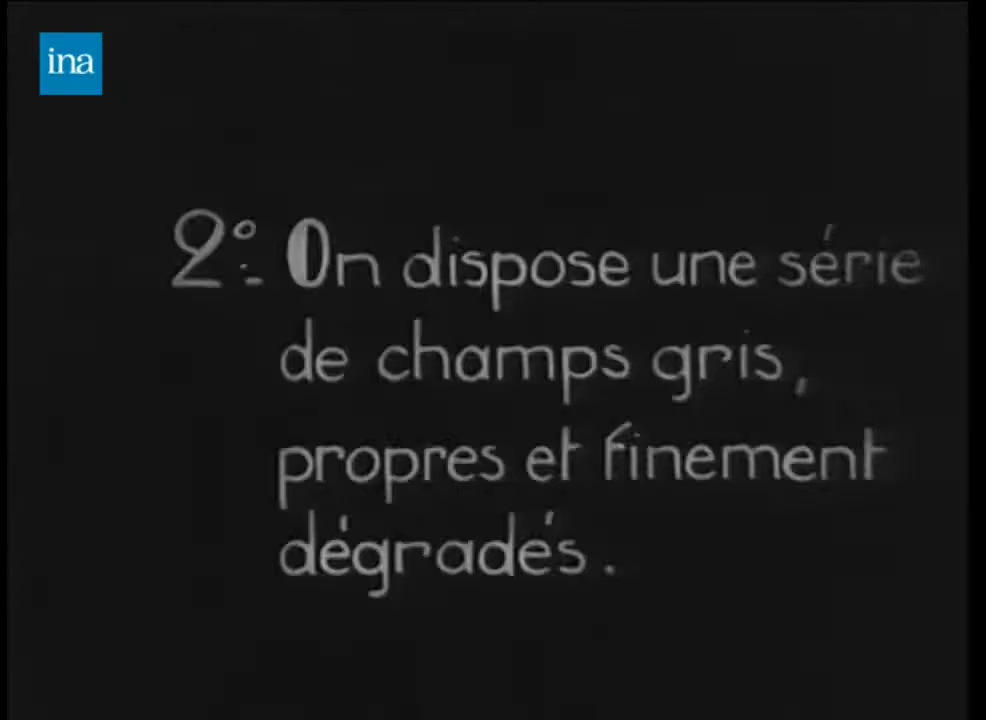 ina
2°.- On dispose une série
de champs gris,
propres et finement
dégradés.